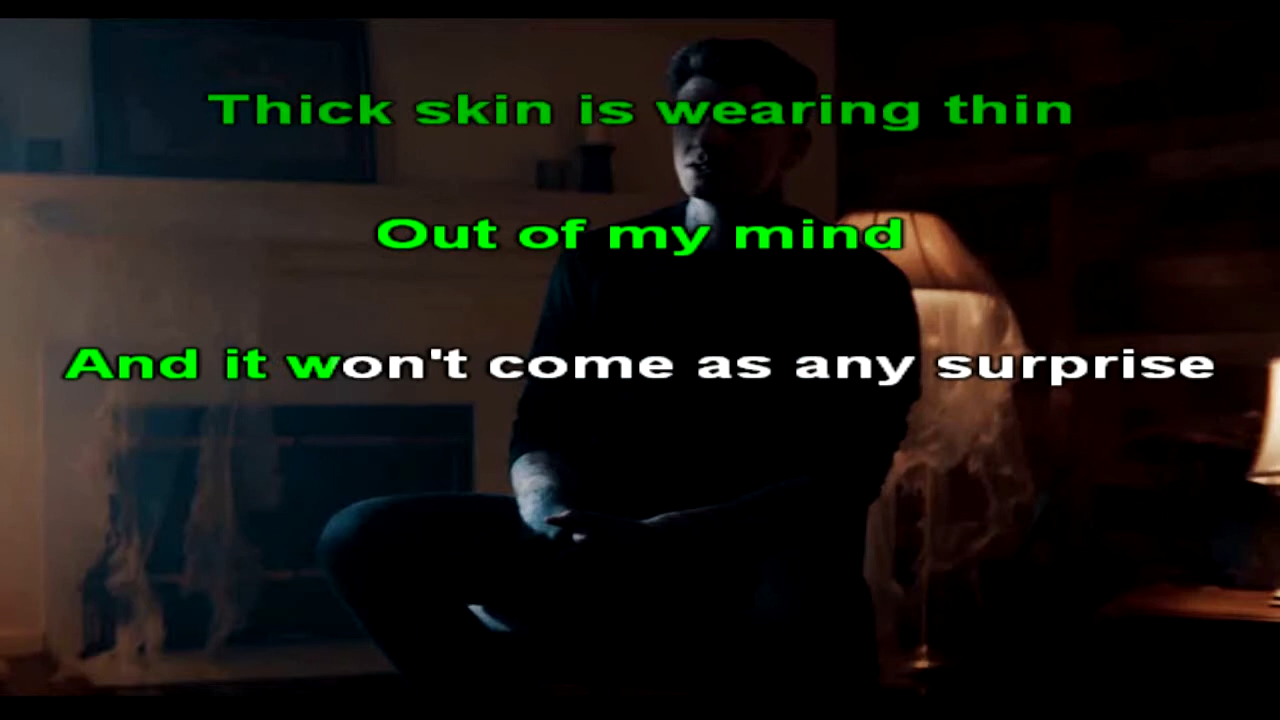 Thick skin is wearing thin
Out of my mind
And it won't come as any surprise